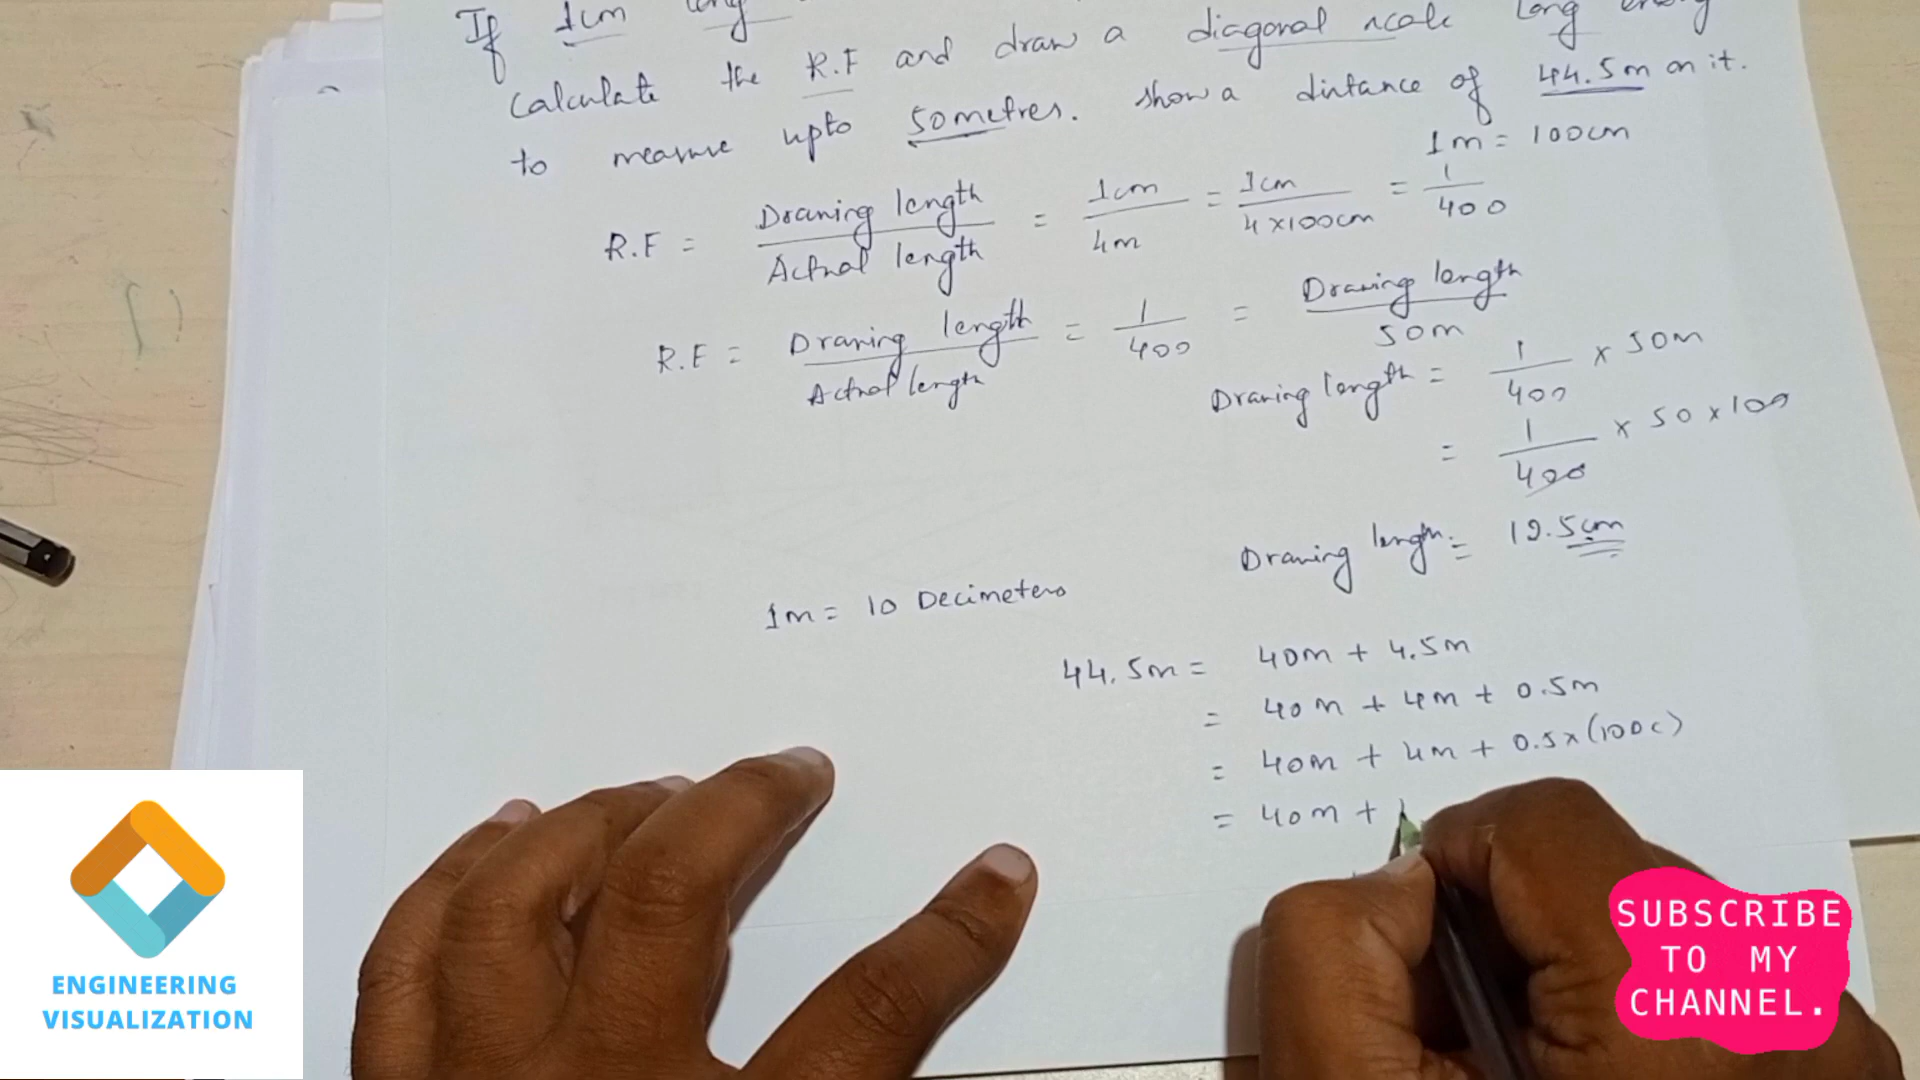 If 1cm long
calculate the R.F and draw a diagonal scale long enough
to measure upto 50metres. show a distance of 44.5m on it.
1m = 100cm
R.F = Drawing length / Actual length = 1cm / 4m = 1cm / 4x100cm = 1 / 400
R.F = Drawing length / Actual length = 1 / 400 = Drawing length / 50m
Drawing length = 1 / 400 x 50m
= 1 / 400 x 50 x 100
Drawing length = 12.5cm
1m = 10 Decimeters
44.5m = 40m + 4.5m
= 40m + 4m + 0.5m
= 40m + 4m + 0.5x(100c)
= 40m +
ENGINEERING
VISUALIZATION
SUBSCRIBE
TO MY
CHANNEL.